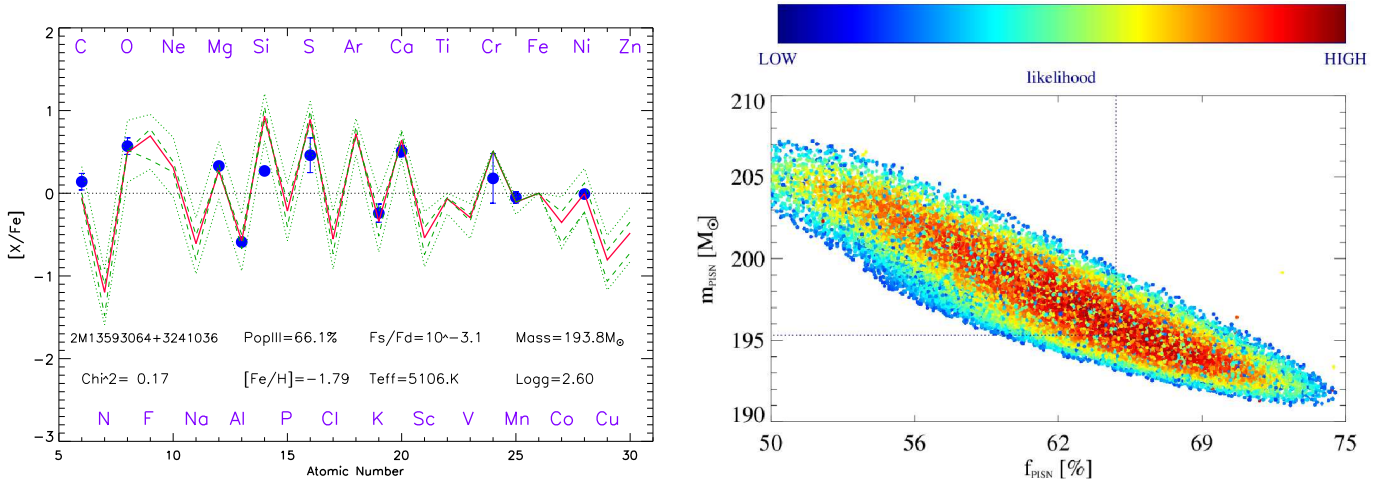 C O Ne Mg Si S Ar Ca Ti Cr Fe Ni Zn
2
1
0
-1
-2
-3
[X/Fe]
2M13593064+3241036 PopIII=66.1% Fs/Fd=10^-3.1 Mass=193.8M☉
Chi^2= 0.17 [Fe/H]=-1.79 Teff=5106.K Logg=2.60
N F Na Al P Cl K Sc V Mn Co Cu
5 10 15 20 25 30
Atomic Number
LOW HIGH
likelihood
210
205
200
195
190
m_PISN [M☉]
50 56 62 69 75
f_PISN [%]